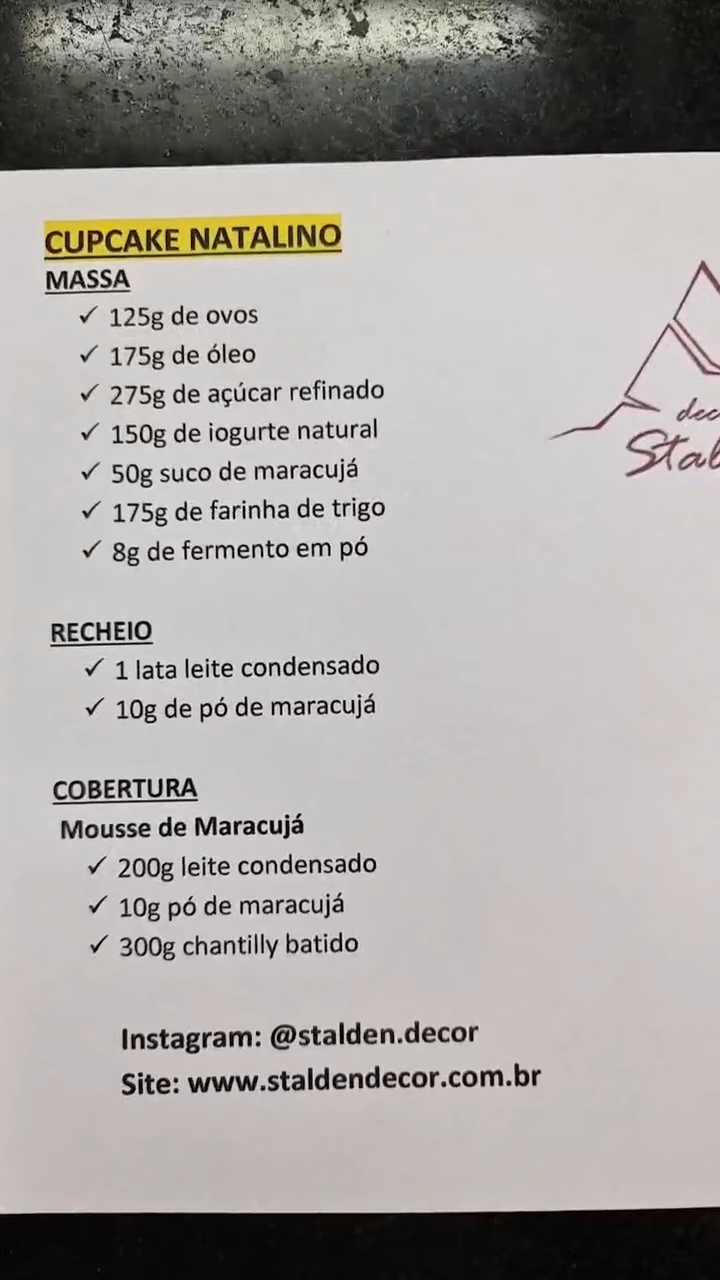 CUPCAKE NATALINO
MASSA
✓ 125g de ovos
✓ 175g de óleo
✓ 275g de açúcar refinado
✓ 150g de iogurte natural
✓ 50g suco de maracujá
✓ 175g de farinha de trigo
✓ 8g de fermento em pó
RECHEIO
✓ 1 lata leite condensado
✓ 10g de pó de maracujá
COBERTURA
Mousse de Maracujá
✓ 200g leite condensado
✓ 10g pó de maracujá
✓ 300g chantilly batido
Instagram: @stalden.decor
Site: www.staldendecor.com.br